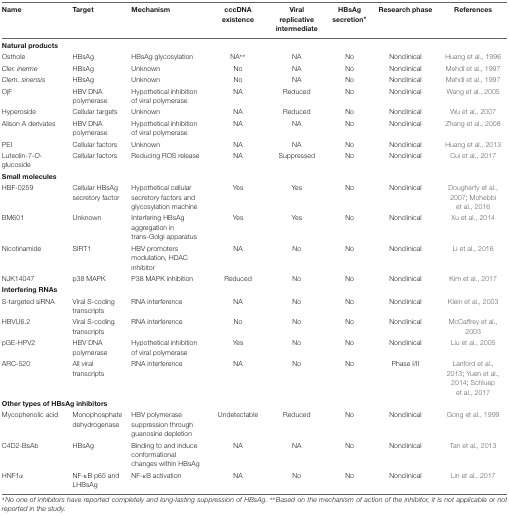 Name Target Mechanism cccDNA existence Viral replicative intermediate HBsAg secretion* Research phase References
Natural products
Osthole HBsAg HBsAg glycosylation NA** NA No Nonclinical Huang et al., 1996
Cler. inerme HBsAg Unknown No NA No Nonclinical Mehdi et al., 1997
Clem. sinensis HBsAg Unknown No NA No Nonclinical Mehdi et al., 1997
OjF HBV DNA polymerase Hypothetical inhibition of viral polymerase NA Reduced No Nonclinical Wang et al., 2005
Hyperoside Cellular targets Unknown NA Reduced No Nonclinical Wu et al., 2007
Alison A derivates HBV DNA polymerase Hypothetical inhibition of viral polymerase NA NA No Nonclinical Zhang et al., 2008
PEI Cellular factors Unknown NA NA No Nonclinical Huang et al., 2013
Luteolin-7-O-glucoside Cellular factors Reducing ROS release NA Suppressed No Nonclinical Cui et al., 2017
Small molecules
HBF-0259 Cellular HBsAg secretory factor Hypothetical cellular secretory factors and glycosylation machine Yes Yes No Nonclinical Dougherty et al., 2007; Mohebbi et al., 2016
BM601 Unknown Interfering HBsAg aggregation in trans-Golgi apparatus Yes Yes No Nonclinical Xu et al., 2014
Nicotinamide SIRT1 HBV promoters modulation, HDAC inhibitor NA No No Nonclinical Li et al., 2016
NJK14047 p38 MAPK P38 MAPK inhibition Reduced No No Nonclinical Kim et al., 2017
Interfering RNAs
S-targeted siRNA Viral S-coding transcripts RNA interference NA No No Nonclinical Klein et al., 2003
HBVU6.2 Viral S-coding transcripts RNA interference No No No Nonclinical McCaffrey et al., 2003
pGE-HPV2 HBV DNA polymerase Hypothetical inhibition of viral polymerase Yes No No Nonclinical Liu et al., 2005
ARC-520 All viral transcripts RNA interference NA No No Phase I/II Lanford et al., 2013; Yuen et al., 2014; Schluep et al., 2017
Other types of HBsAg inhibitors
Mycophenolic acid Monophosphate dehydrogenase HBV polymerase suppression through guanosine depletion Undetectable Reduced No Nonclinical Gong et al., 1999
C4D2-BsAb HBsAg Binding to and induce conformational changes within HBsAg NA NA No Nonclinical Tan et al., 2013
HNF1α NF-κB p65 and LHBsAg NF-κB activation NA No No Nonclinical Lin et al., 2017
*No one of inhibitors have reported completely and long-lasting suppression of HBsAg. **Based on the mechanism of action of the inhibitor, it is not applicable or not reported in the study.